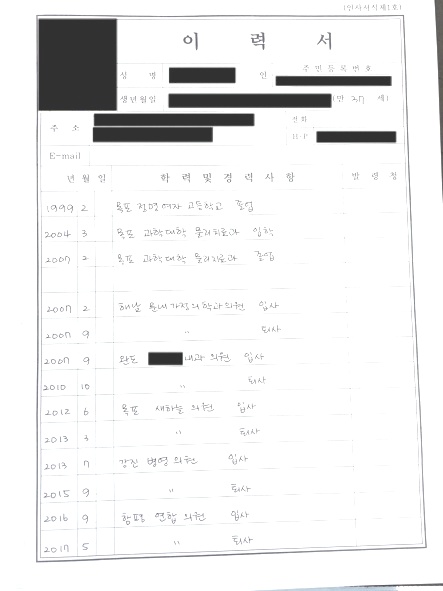 (인사서식제1호)
이 력 서
성 명 인 주민등록번호
생년월일 (만 37 세)
주 소 전화
H·P
E-mail
년 월 일 학 력 및 경 력 사 항 발 령 청
1999 2 목포 정명여자 고등학교 졸업
2004 3 목포 과학대학 물리치료과 입학
2007 2 목포 과학대학 물리치료과 졸업
2007 2 해남 가정의학과의원 입사
2007 9 " 퇴사
2007 9 완도 내과 의원 입사
2010 10 " 퇴사
2012 6 목포 새하늘 의원 입사
2013 3 " 퇴사
2013 7 강진 병영 의원 입사
2015 9 " 퇴사
2016 9 함평 연합 의원 입사
2017 5 " 퇴사